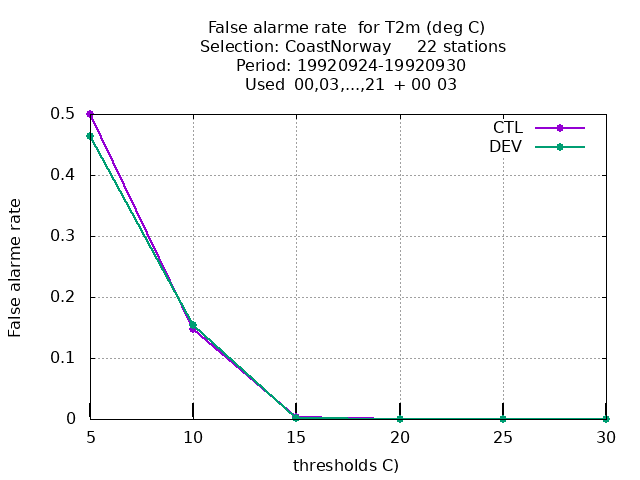 False alarme rate  for T2m (deg C)
Selection: CoastNorway     22 stations
Period: 19920924-19920930
Used  00,03,...,21  + 00 03
CTL
DEV
0.5
0.4
0.3
0.2
0.1
0
False alarme rate
5 10 15 20 25 30
thresholds C)